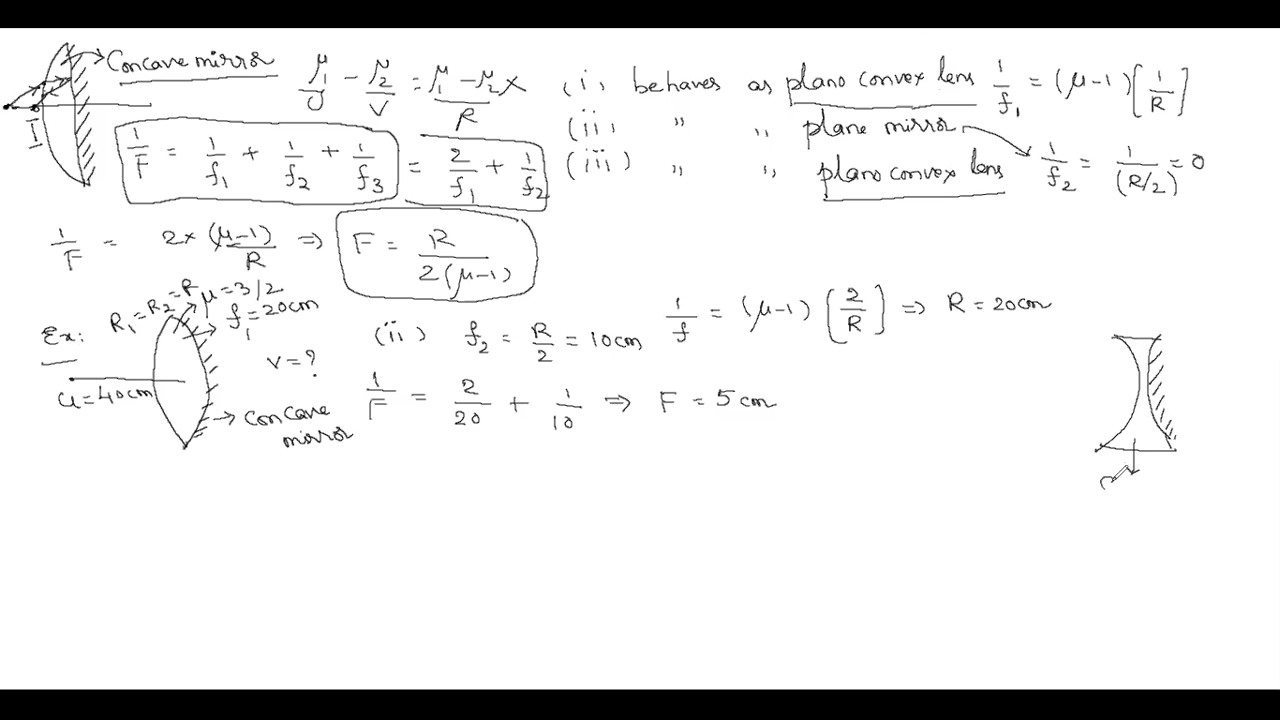 Concave mirror
μ1/U - μ2/V = μ1 - μ2/R x
(i) behaves as plano convex lens 1/f1 = (μ-1)[1/R]
(ii) " " plane mirror
(iii) " " plano convex lens 1/f2 = 1/(R/2) = 0
I
1/F = 1/f1 + 1/f2 + 1/f3 = 2/f1 + 1/f2
1/F = 2x(μ-1)/R ⇒ F = R/2(μ-1)
Ex: R1=R2=R μ=3/2
f1=20cm
u=40cm
v=?
concave
mirror
(ii) f2 = R/2 = 10cm 1/f = (μ-1)[2/R] ⇒ R=20cm
1/F = 2/20 + 1/10 ⇒ F = 5cm